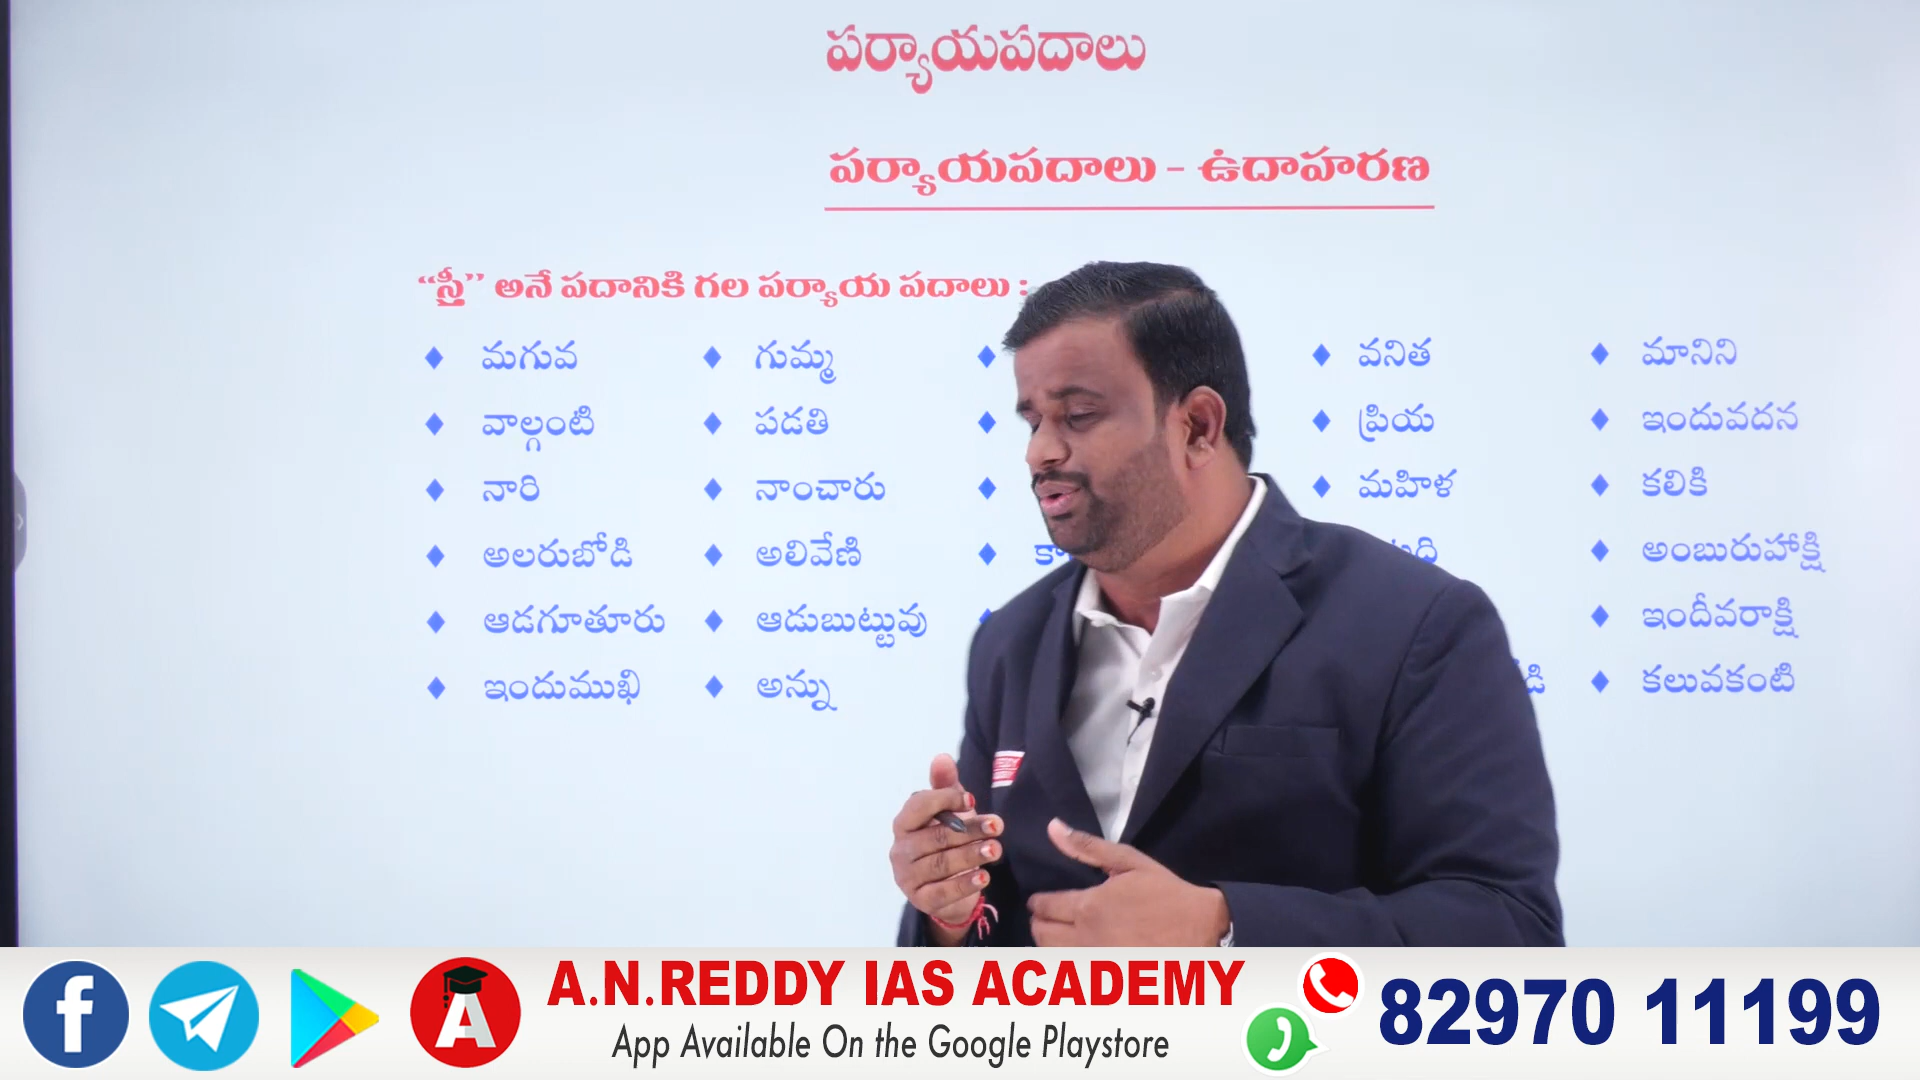 పర్యాయపదాలు
పర్యాయపదాలు - ఉదాహరణ
“స్త్రీ” అనే పదానికి గల పర్యాయ పదాలు :
♦ మగువ ♦ గుమ్మ ♦ ♦ వనిత ♦ మానిని
♦ వాల్గంటి ♦ పడతి ♦ ♦ ప్రియ ♦ ఇందువదన
♦ నారి ♦ నాంచారు ♦ ♦ మహిళ ♦ కలికి
♦ అలరుబోడి ♦ అలివేణి ♦ ♦ అంబురుహాక్షి
♦ ఆడగూతూరు ♦ ఆడుబుట్టువు ♦ ఇందీవరాక్షి
♦ ఇందుముఖి ♦ అన్ను ♦ కలువకంటి
A.N.REDDY IAS ACADEMY
App Available On the Google Playstore
82970 11199